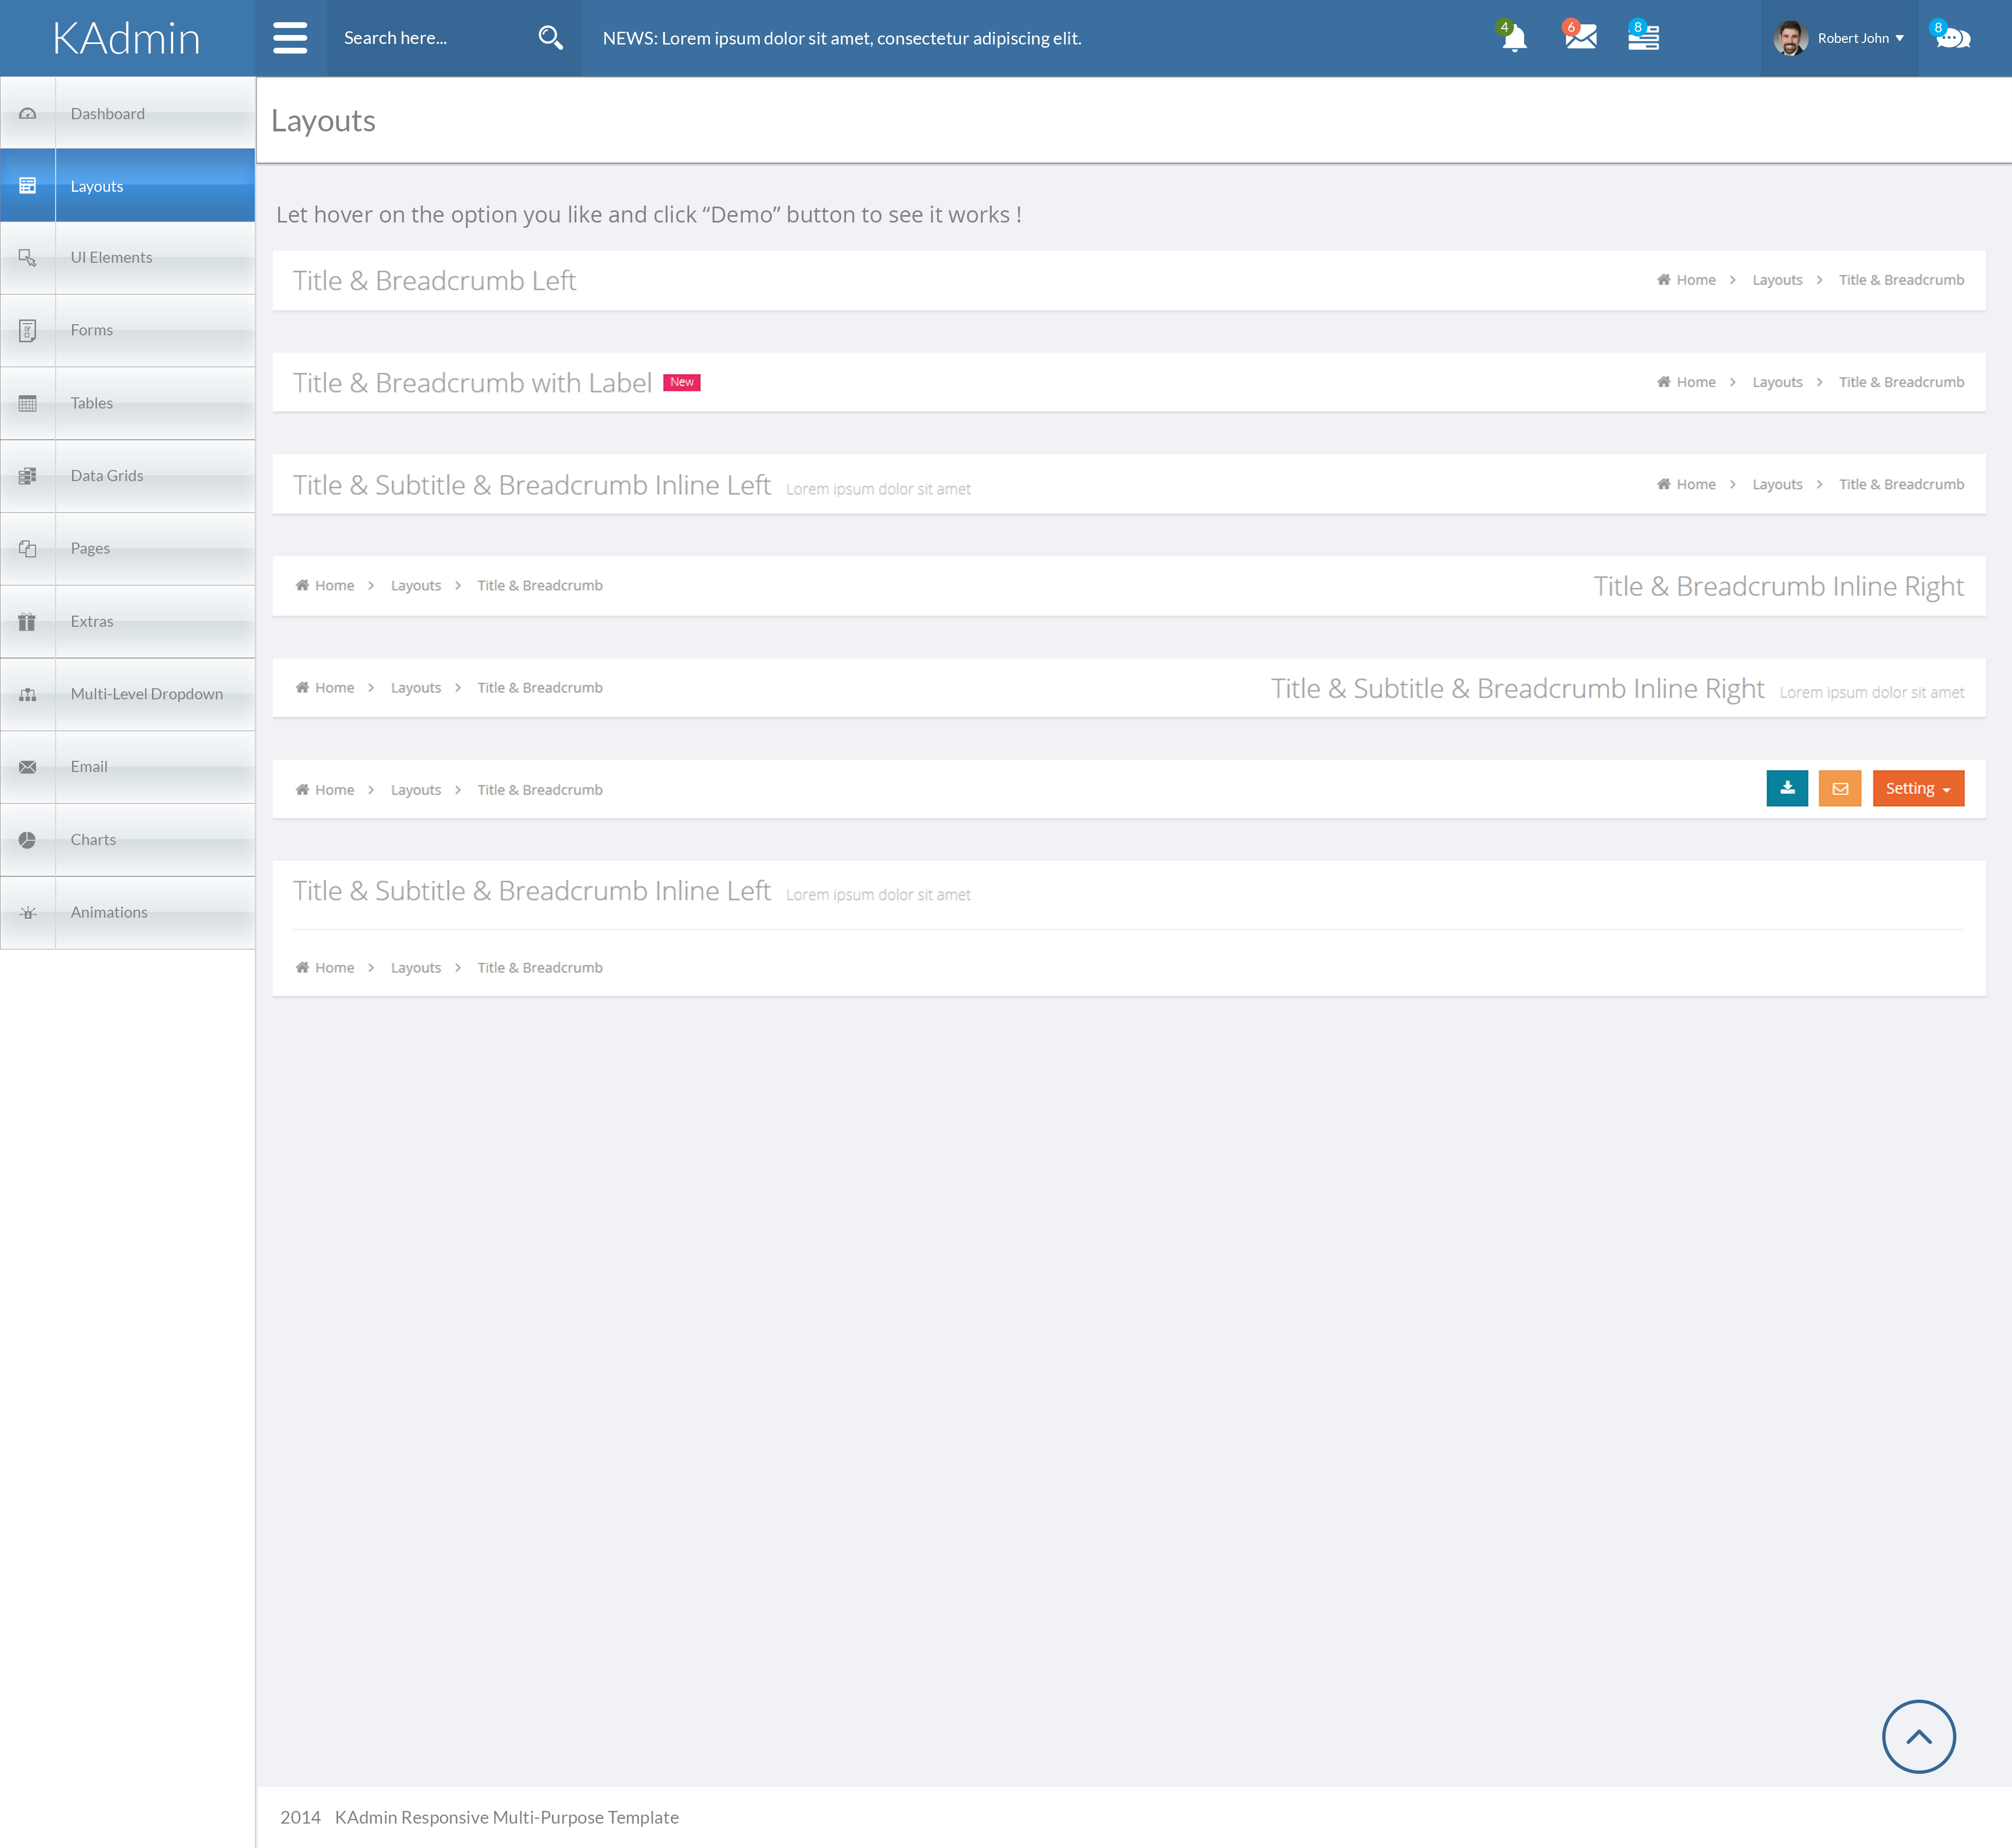 KAdmin
Search here...
NEWS: Lorem ipsum dolor sit amet, consectetur adipiscing elit.
4
6
8
Robert John
8
Dashboard
Layouts
UI Elements
Forms
Tables
Data Grids
Pages
Extras
Multi-Level Dropdown
Email
Charts
Animations
Layouts
Let hover on the option you like and click “Demo” button to see it works !
Title & Breadcrumb Left
Home Layouts Title & Breadcrumb
Title & Breadcrumb with Label New
Home Layouts Title & Breadcrumb
Title & Subtitle & Breadcrumb Inline Left Lorem ipsum dolor sit amet
Home Layouts Title & Breadcrumb
Home Layouts Title & Breadcrumb
Title & Breadcrumb Inline Right
Home Layouts Title & Breadcrumb
Title & Subtitle & Breadcrumb Inline Right Lorem ipsum dolor sit amet
Home Layouts Title & Breadcrumb
Setting
Title & Subtitle & Breadcrumb Inline Left Lorem ipsum dolor sit amet
Home Layouts Title & Breadcrumb
2014 KAdmin Responsive Multi-Purpose Template